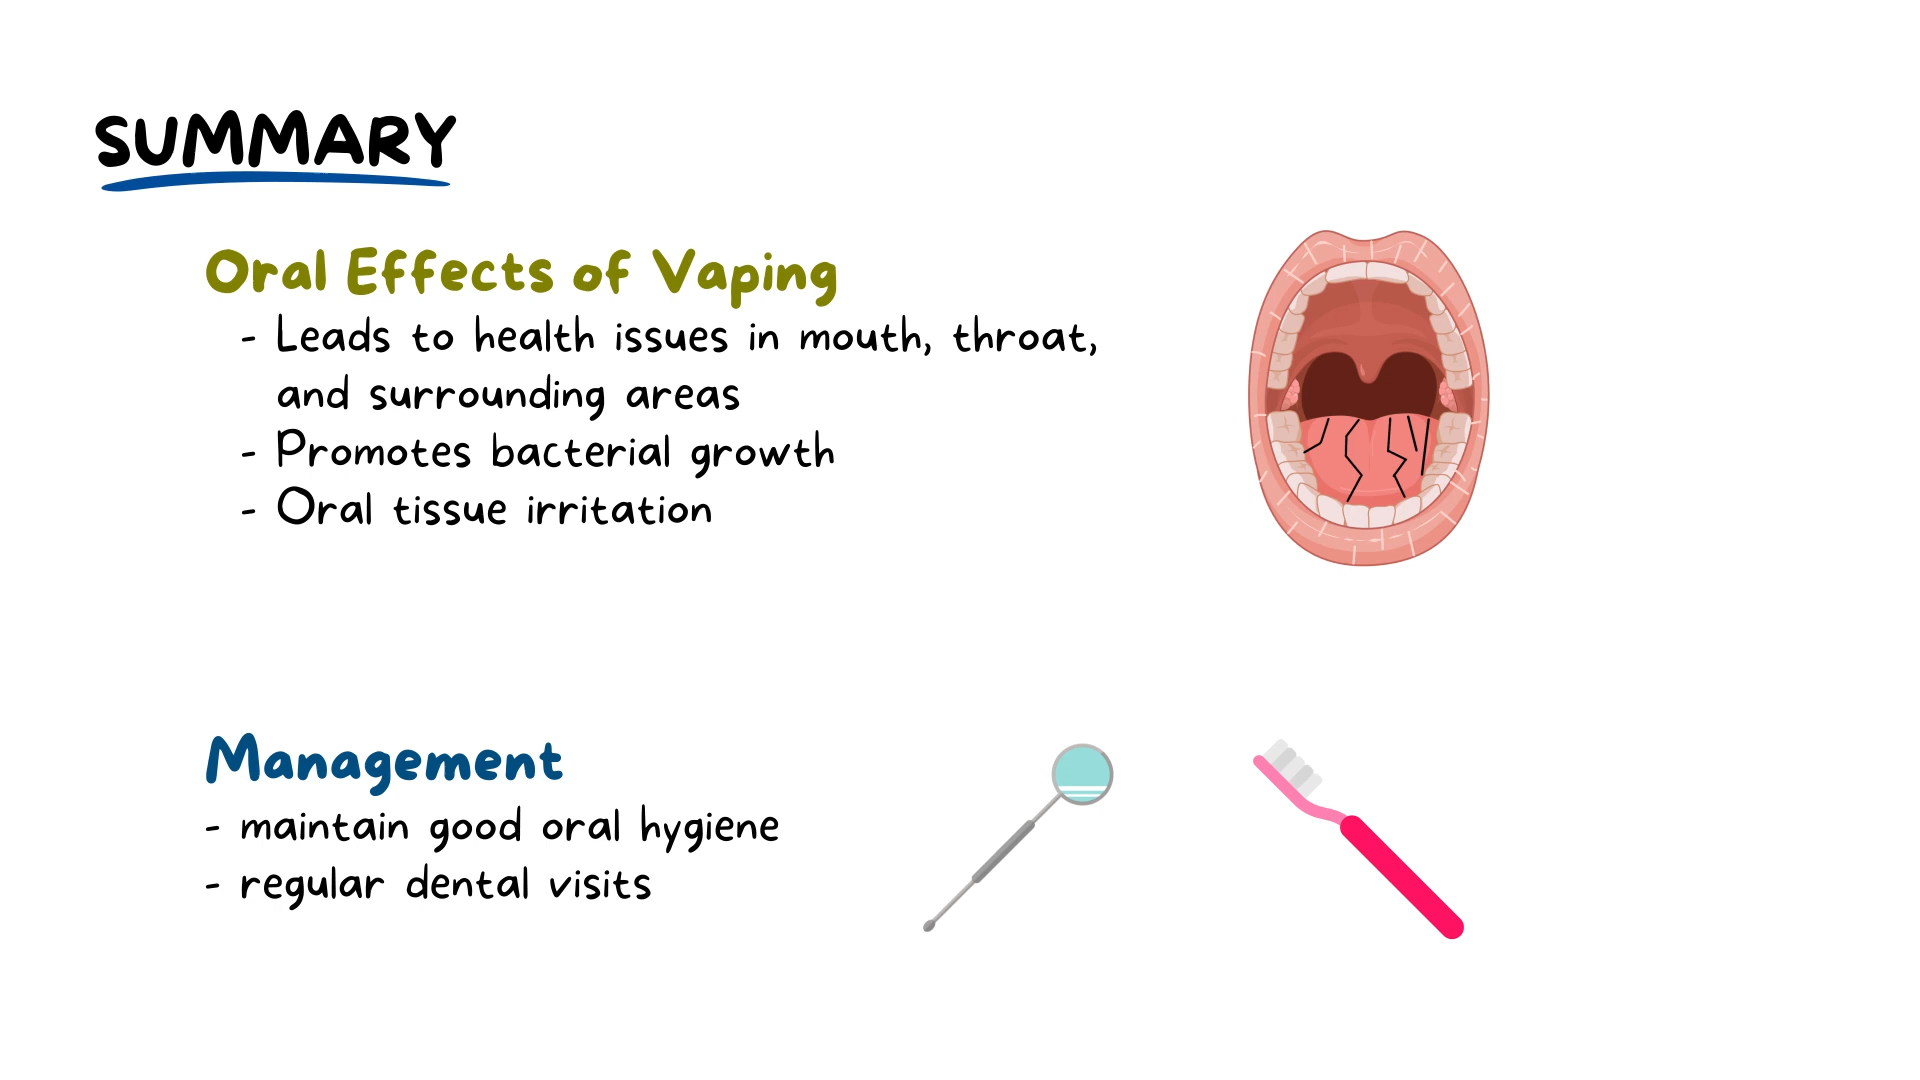 SUMMARY
Oral Effects of Vaping
- Leads to health issues in mouth, throat,
and surrounding areas
- Promotes bacterial growth
- Oral tissue irritation
Management
- maintain good oral hygiene
- regular dental visits